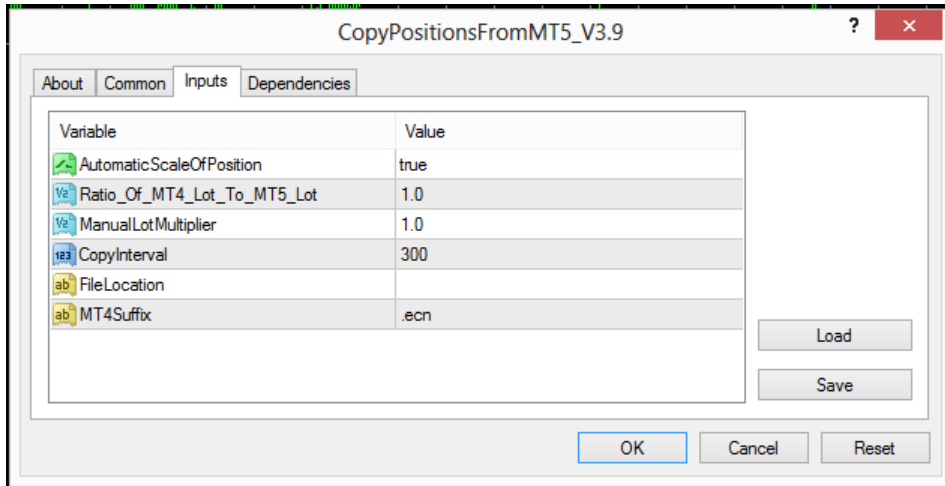 CopyPositionsFromMT5_V3.9
?
About Common Inputs Dependencies
Variable Value
AutomaticScaleOfPosition true
Ratio_Of_MT4_Lot_To_MT5_Lot 1.0
ManualLotMultiplier 1.0
CopyInterval 300
FileLocation
MT4Suffix .ecn
Load
Save
OK Cancel Reset